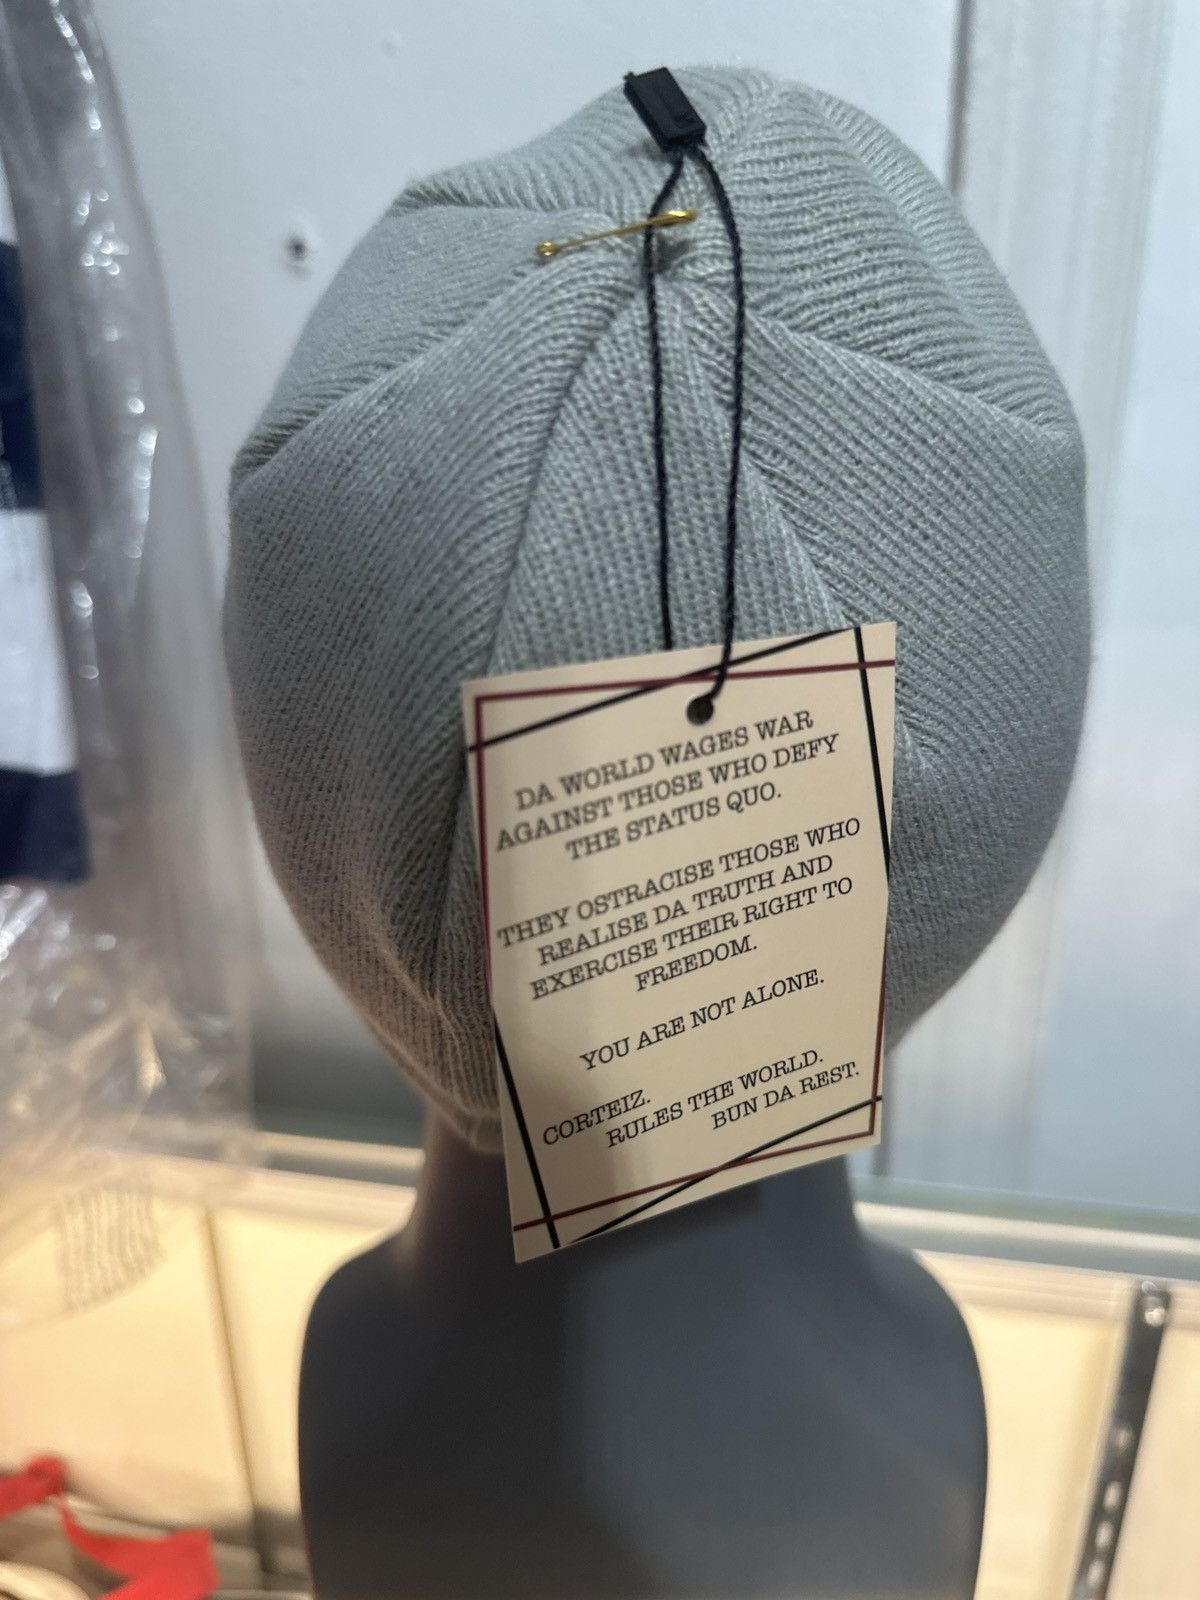 DA WORLD WAGES WAR
AGAINST THOSE WHO DEFY
THE STATUS QUO.
THEY OSTRACISE THOSE WHO
REALISE DA TRUTH AND
EXERCISE THEIR RIGHT TO
FREEDOM.
YOU ARE NOT ALONE.
CORTEIZ.
RULES THE WORLD.
BUN DA REST.